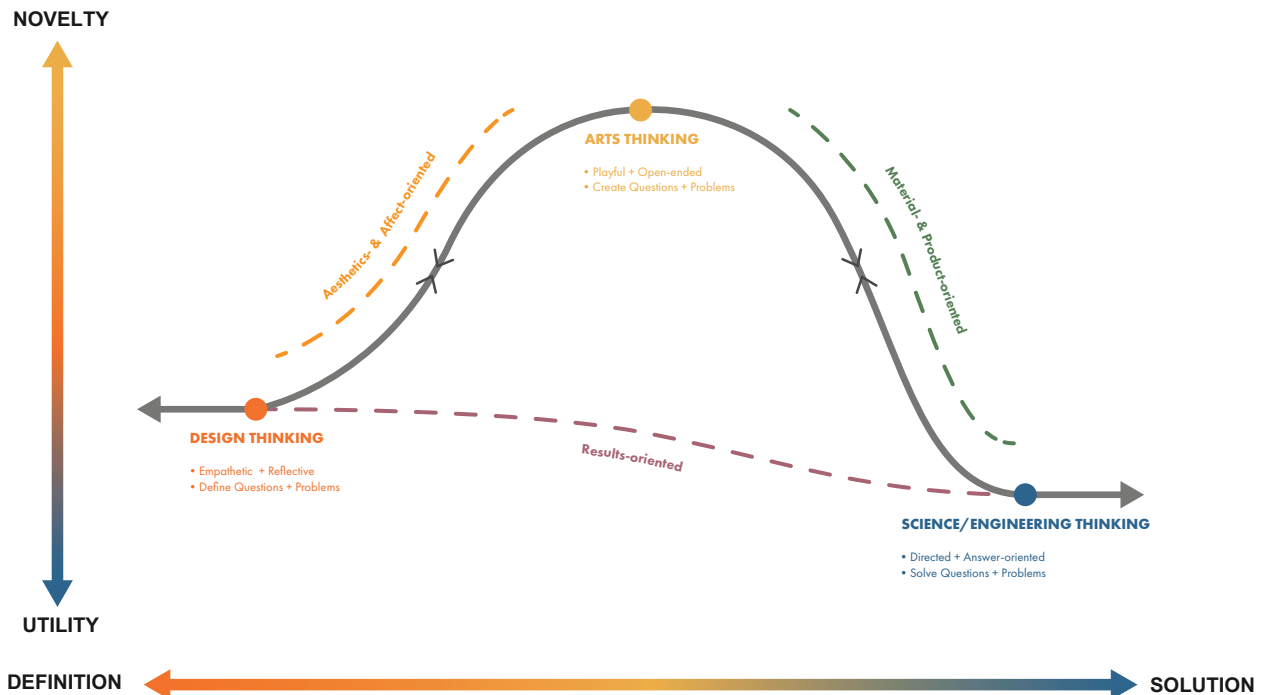 NOVELTY
ARTS THINKING
• Playful + Open-ended
• Create Questions + Problems
Aesthetics- & Affect-oriented
Material- & Product-oriented
DESIGN THINKING
• Empathetic + Reflective
• Define Questions + Problems
Results-oriented
SCIENCE/ENGINEERING THINKING
• Directed + Answer-oriented
• Solve Questions + Problems
UTILITY
DEFINITION
SOLUTION